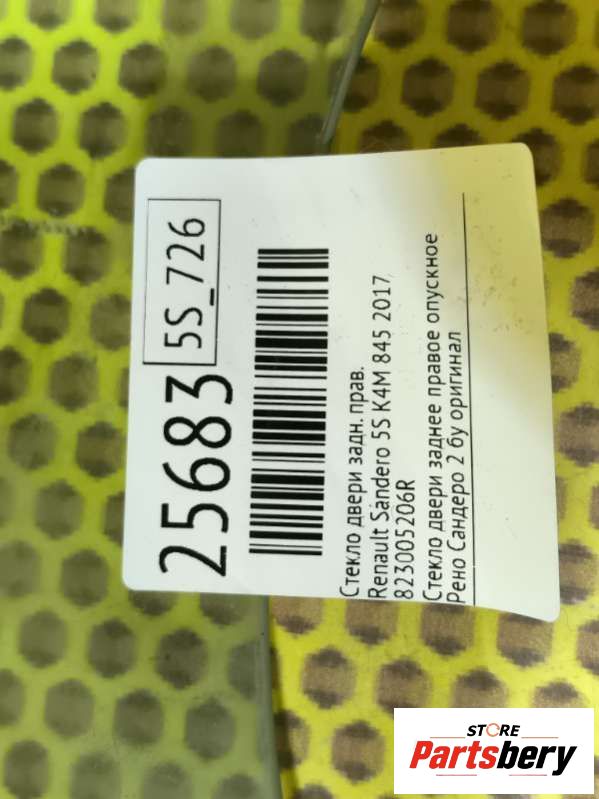 25683 5S_726
Стекло двери задн. прав.
Renault Sandero 5S K4M 845 2017
823005206R
Стекло двери заднее правое опускное
Рено Сандеро 2 бу оригинал
STORE
Partsbery